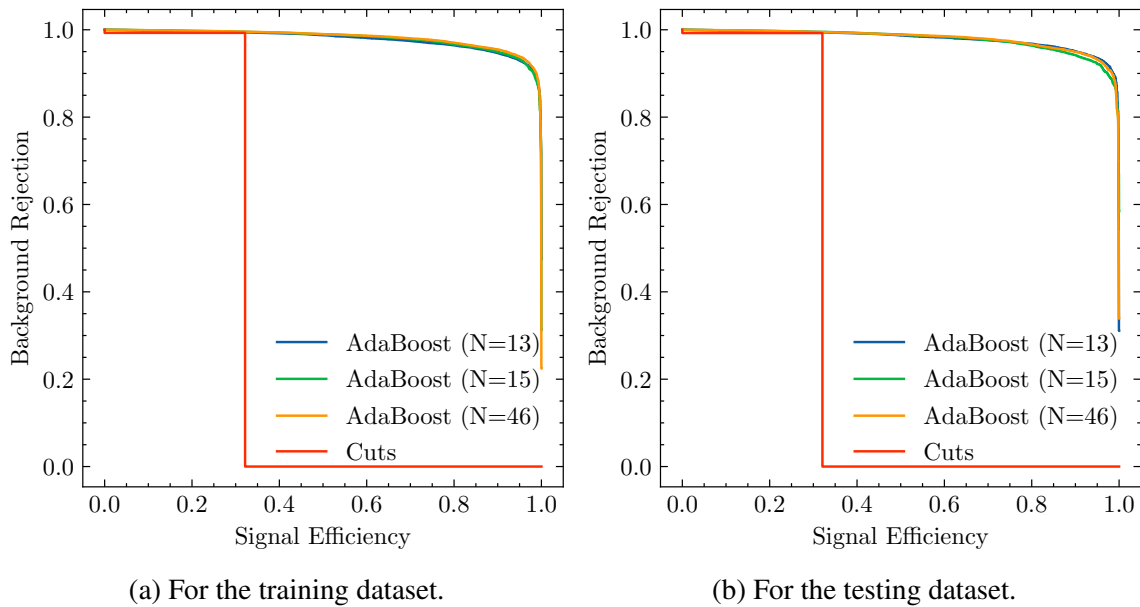 1.0
0.8
0.6
0.4
0.2
0.0
Background Rejection
AdaBoost (N=13)
AdaBoost (N=15)
AdaBoost (N=46)
Cuts
0.0 0.2 0.4 0.6 0.8 1.0
Signal Efficiency
(a) For the training dataset.
1.0
0.8
0.6
0.4
0.2
0.0
Background Rejection
AdaBoost (N=13)
AdaBoost (N=15)
AdaBoost (N=46)
Cuts
0.0 0.2 0.4 0.6 0.8 1.0
Signal Efficiency
(b) For the testing dataset.